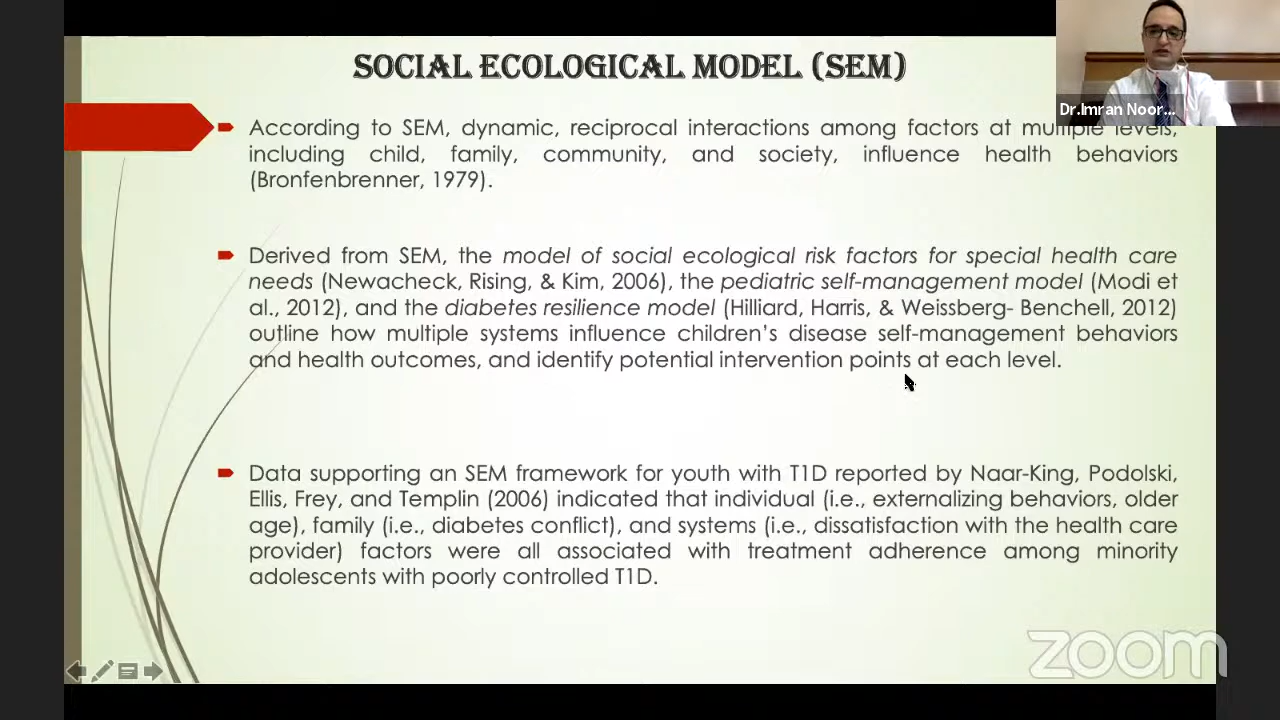 SOCIAL ECOLOGICAL MODEL (SEM)
Dr.Imran Noor...
According to SEM, dynamic, reciprocal interactions among factors at multiple levels,
including child, family, community, and society, influence health behaviors
(Bronfenbrenner, 1979).
Derived from SEM, the model of social ecological risk factors for special health care
needs (Newacheck, Rising, & Kim, 2006), the pediatric self-management model (Modi et
al., 2012), and the diabetes resilience model (Hilliard, Harris, & Weissberg- Benchell, 2012)
outline how multiple systems influence children's disease self-management behaviors
and health outcomes, and identify potential intervention points at each level.
Data supporting an SEM framework for youth with T1D reported by Naar-King, Podolski,
Ellis, Frey, and Templin (2006) indicated that individual (i.e., externalizing behaviors, older
age), family (i.e., diabetes conflict), and systems (i.e., dissatisfaction with the health care
provider) factors were all associated with treatment adherence among minority
adolescents with poorly controlled T1D.
zoom